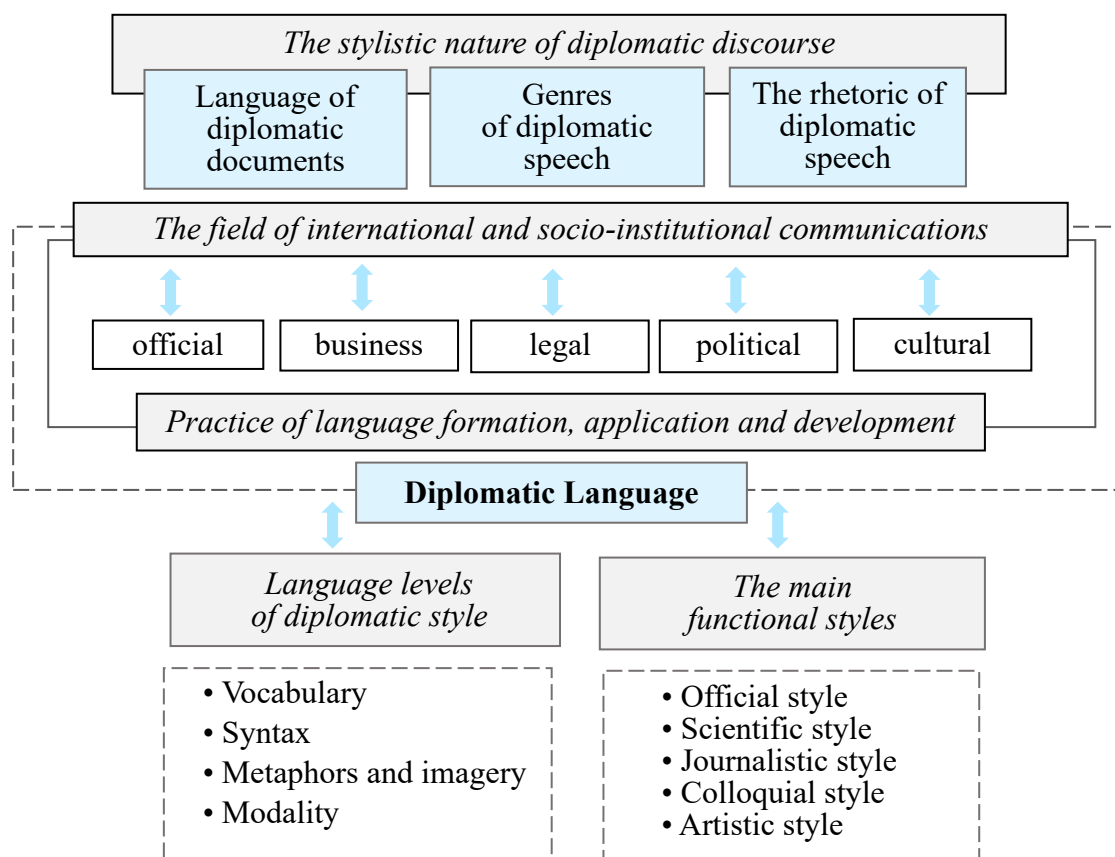 The stylistic nature of diplomatic discourse
Language of
diplomatic
documents
Genres
of diplomatic
speech
The rhetoric of
diplomatic
speech
The field of international and socio-institutional communications
official
business
legal
political
cultural
Practice of language formation, application and development
Diplomatic Language
Language levels
of diplomatic style
• Vocabulary
• Syntax
• Metaphors and imagery
• Modality
The main
functional styles
• Official style
• Scientific style
• Journalistic style
• Colloquial style
• Artistic style